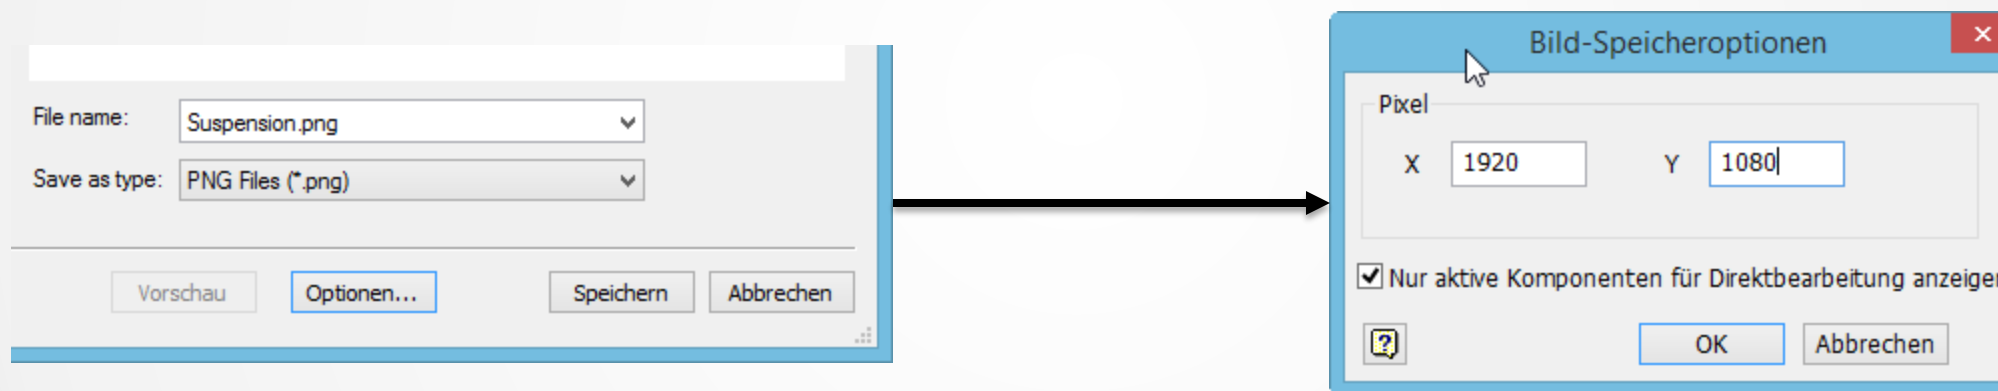 File name: Suspension.png
Save as type: PNG Files (*.png)
Vorschau Optionen... Speichern Abbrechen
Bild-Speicheroptionen
Pixel
X 1920 Y 1080
Nur aktive Komponenten für Direktbearbeitung anzeigen
OK Abbrechen